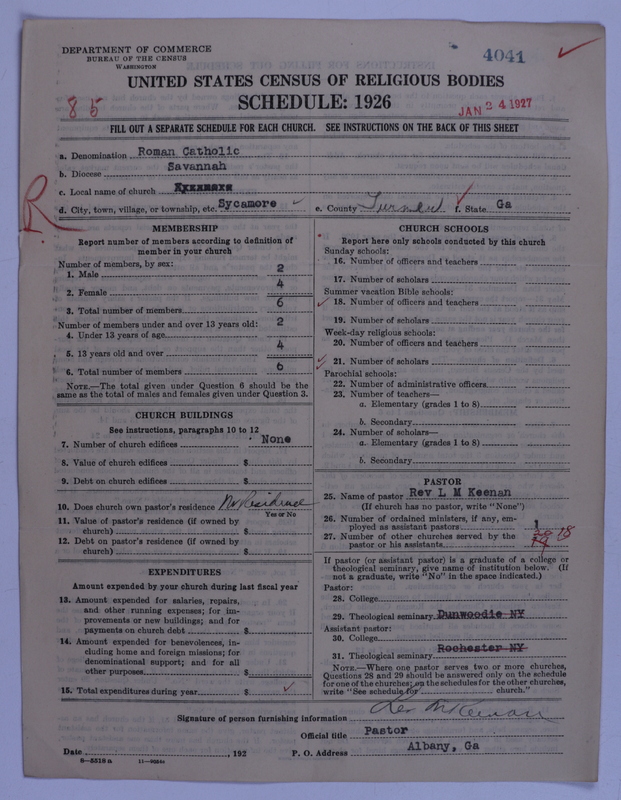 DEPARTMENT OF COMMERCE
BUREAU OF THE CENSUS
WASHINGTON
4041
UNITED STATES CENSUS OF RELIGIOUS BODIES
SCHEDULE: 1926
8 5
JAN 24 1927
FILL OUT A SEPARATE SCHEDULE FOR EACH CHURCH. SEE INSTRUCTIONS ON THE BACK OF THIS SHEET
a. Denomination Roman Catholic
b. Diocese Savannah
c. Local name of church
R
d. City, town, village, or township, etc. Sycamore e. County Turner f. State Ga
MEMBERSHIP
Report number of members according to definition of
member in your church
Number of members, by sex:
1. Male 2
2. Female 4
3. Total number of members 6
Number of members under and over 13 years old:
4. Under 13 years of age 2
5. 13 years old and over 4
6. Total number of members 6
NOTE.—The total given under Question 6 should be the
same as the total of males and females given under Question 3.
CHURCH BUILDINGS
See instructions, paragraphs 10 to 12
7. Number of church edifices None
8. Value of church edifices $
9. Debt on church edifices $
10. Does church own pastor's residence No Residence
Yes or No
11. Value of pastor's residence (if owned by
church) $
12. Debt on pastor's residence (if owned by
church) $
EXPENDITURES
Amount expended by your church during last fiscal year
13. Amount expended for salaries, repairs,
and other running expenses; for im-
provements or new buildings; and for
payments on church debt $
14. Amount expended for benevolences, in-
cluding home and foreign missions; for
denominational support; and for all
other purposes $
15. Total expenditures during year $
CHURCH SCHOOLS
Report here only schools conducted by this church
Sunday schools:
16. Number of officers and teachers
17. Number of scholars
Summer vacation Bible schools:
18. Number of officers and teachers
19. Number of scholars
Week-day religious schools:
20. Number of officers and teachers
21. Number of scholars
Parochial schools:
22. Number of administrative officers
23. Number of teachers—
a. Elementary (grades 1 to 8)
b. Secondary
24. Number of scholars—
a. Elementary (grades 1 to 8)
b. Secondary
PASTOR
25. Name of pastor Rev L M Keenan
(If church has no pastor, write "None")
26. Number of ordained ministers, if any, em-
ployed as assistant pastors 1
27. Number of other churches served by the
pastor or his assistants 28
If pastor (or assistant pastor) is a graduate of a college or
theological seminary, give name of institution below. (If
not a graduate, write "No" in the space indicated.)
Pastor:
28. College
29. Theological seminary Dunwoodie NY
Assistant pastor:
30. College
31. Theological seminary Rochester NY
NOTE.—Where one pastor serves two or more churches,
Questions 28 and 29 should be answered only on the schedule
for one of the churches; on the schedules for the other churches,
write "See schedule for church."
Signature of person furnishing information Rev M Keenan
Official title Pastor
Date , 192 P. O. Address Albany, Ga
8—5518a 11—9904